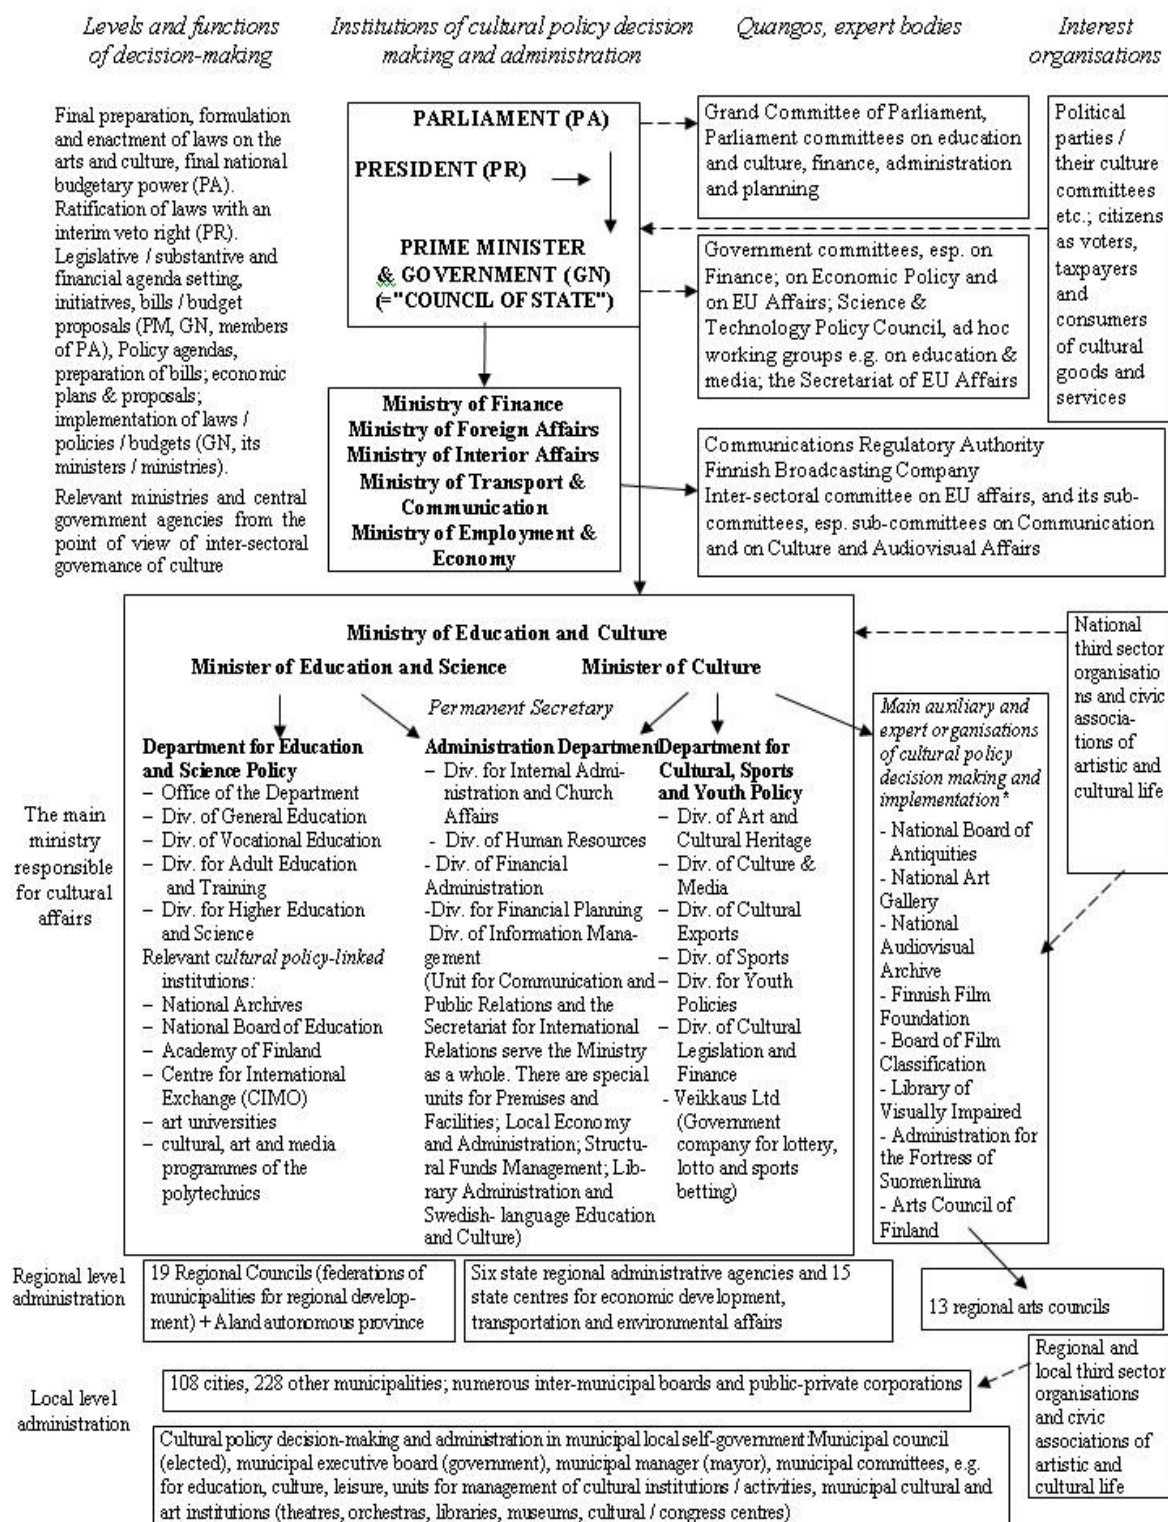 Levels and functions
of decision-making
Institutions of cultural policy decision
making and administration
Quangos, expert bodies
Interest
organisations
Final preparation, formulation
and enactment of laws on the
arts and culture, final national
budgetary power (PA).
Ratification of laws with an
interim veto right (PR).
Legislative / substantive and
financial agenda setting,
initiatives, bills / budget
proposals (PM, GN, members
of PA), Policy agendas,
preparation of bills; economic
plans & proposals;
implementation of laws /
policies / budgets (GN, its
ministers / ministries).
Relevant ministries and central
government agencies from the
point of view of inter-sectoral
governance of culture
PARLIAMENT (PA)
PRESIDENT (PR)
PRIME MINISTER
& GOVERNMENT (GN)
(="COUNCIL OF STATE")
Grand Committee of Parliament,
Parliament committees on education
and culture, finance, administration
and planning
Government committees, esp. on
Finance; on Economic Policy and
on EU Affairs; Science &
Technology Policy Council, ad hoc
working groups e.g. on education &
media; the Secretariat of EU Affairs
Political
parties /
their culture
committees
etc.; citizens
as voters,
taxpayers
and
consumers
of cultural
goods and
services
Ministry of Finance
Ministry of Foreign Affairs
Ministry of Interior Affairs
Ministry of Transport &
Communication
Ministry of Employment &
Economy
Communications Regulatory Authority
Finnish Broadcasting Company
Inter-sectoral committee on EU affairs, and its sub-
committees, esp. sub-committees on Communication
and on Culture and Audiovisual Affairs
The main
ministry
responsible
for cultural
affairs
Ministry of Education and Culture
Minister of Education and Science
Minister of Culture
Permanent Secretary
Department for Education
and Science Policy
– Office of the Department
– Div. of General Education
– Div. of Vocational Education
– Div. for Adult Education
and Training
– Div. for Higher Education
and Science
Relevant cultural policy-linked
institutions:
– National Archives
– National Board of Education
– Academy of Finland
– Centre for International
Exchange (CIMO)
– art universities
– cultural, art and media
programmes of the
polytechnics
Administration Department
– Div. for Internal Admi-
nistration and Church
Affairs
- Div. of Human Resources
- Div. of Financial
Administration
-Div. for Financial Planning
Div. of Information Mana-
gement
(Unit for Communication and
Public Relations and the
Secretariat for International
Relations serve the Ministry
as a whole. There are special
units for Premises and
Facilities; Local Economy
and Administration; Structu-
ral Funds Management; Lib-
rary Administration and
Swedish- language Education
and Culture)
Department for
Cultural, Sports
and Youth Policy
– Div. of Art and
Cultural Heritage
– Div. of Culture &
Media
– Div. of Cultural
Exports
– Div. of Sports
– Div. for Youth
Policies
– Div. of Cultural
Legislation and
Finance
- Veikkaus Ltd
(Government
company for lottery,
lotto and sports
betting)
Main auxiliary and
expert organisations
of cultural policy
decision making and
implementation*
- National Board of
Antiquities
- National Art
Gallery
- National
Audiovisual
Archive
- Finnish Film
Foundation
- Board of Film
Classification
- Library of
Visually Impaired
- Administration for
the Fortress of
Suomenlinna
- Arts Council of
Finland
National
third sector
organisatio
ns and civic
associa-
tions of
artistic and
cultural life
Regional level
administration
19 Regional Councils (federations of
municipalities for regional develop-
ment) + Aland autonomous province
Six state regional administrative agencies and 15
state centres for economic development,
transportation and environmental affairs
13 regional arts councils
Local level
administration
108 cities, 228 other municipalities; numerous inter-municipal boards and public-private corporations
Regional and
local third sector
organisations
and civic
associations of
artistic and
cultural life
Cultural policy decision-making and administration in municipal local self-government:Municipal council
(elected), municipal executive board (government), municipal manager (mayor), municipal committees, e.g.
for education, culture, leisure, units for management of cultural institutions / activities, municipal cultural and
art institutions (theatres, orchestras, libraries, museums, cultural / congress centres)